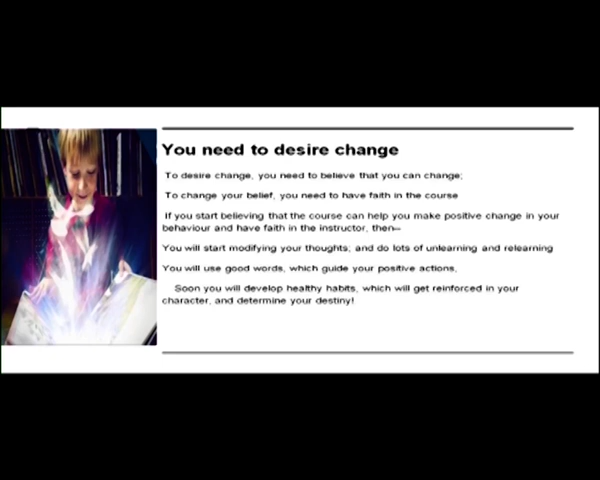 You need to desire change
To desire change, you need to believe that you can change;
To change your belief, you need to have faith in the course
If you start believing that the course can help you make positive change in your
behaviour and have faith in the instructor, then--
You will start modifying your thoughts; and do lots of unlearning and relearning
You will use good words, which guide your positive actions,
Soon you will develop healthy habits, which will get reinforced in your
character, and determine your destiny!